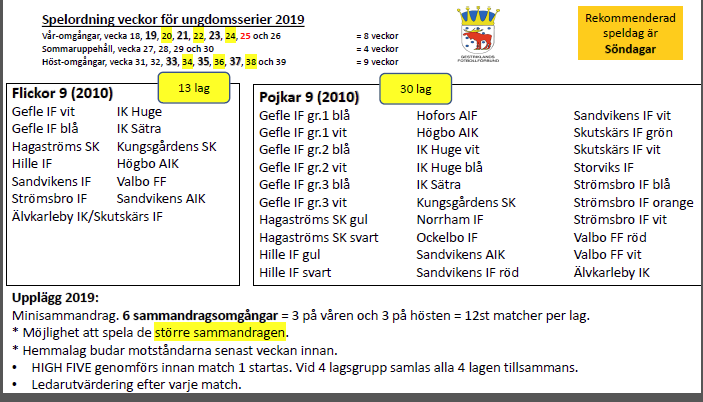 Spelordning veckor för ungdomsserier 2019
Vår-omgångar, vecka 18, 19, 20, 21, 22, 23, 24, 25 och 26 = 8 veckor
Sommaruppehåll, vecka 27, 28, 29 och 30 = 4 veckor
Höst-omgångar, vecka 31, 32, 33, 34, 35, 36, 37, 38 och 39 = 9 veckor
GESTRIKLANDS
FOTBOLLFÖRBUND
Rekommenderad
speldag är
Söndagar
13 lag
Flickor 9 (2010)
Gefle IF vit IK Huge
Gefle IF blå IK Sätra
Hagaströms SK Kungsgårdens SK
Hille IF Högbo AIK
Sandvikens IF Valbo FF
Strömsbro IF Sandvikens AIK
Älvkarleby IK/Skutskärs IF
30 lag
Pojkar 9 (2010)
Gefle IF gr.1 blå Hofors AIF Sandvikens IF vit
Gefle IF gr.1 vit Högbo AIK Skutskärs IF grön
Gefle IF gr.2 blå IK Huge vit Skutskärs IF vit
Gefle IF gr.2 vit IK Huge blå Storviks IF
Gefle IF gr.3 blå IK Sätra Strömsbro IF blå
Gefle IF gr.3 vit Kungsgårdens SK Strömsbro IF orange
Hagaströms SK gul Norrham IF Strömsbro IF vit
Hagaströms SK svart Ockelbo IF Valbo FF röd
Hille IF gul Sandvikens AIK Valbo FF vit
Hille IF svart Sandvikens IF röd Älvkarleby IK
Upplägg 2019:
Minisammandrag. 6 sammandragsomgångar = 3 på våren och 3 på hösten = 12st matcher per lag.
* Möjlighet att spela de större sammandragen.
* Hemmalag budar motståndarna senast veckan innan.
• HIGH FIVE genomförs innan match 1 startas. Vid 4 lagsgrupp samlas alla 4 lagen tillsammans.
• Ledarutvärdering efter varje match.